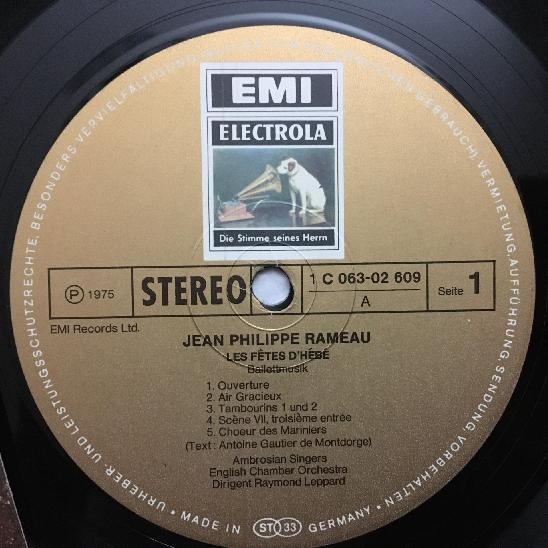 EMI
ELECTROLA
Die Stimme seines Herrn
Ⓟ 1975
STEREO
1 C 063-02 609
A
Seite 1
EMI Records Ltd.
JEAN PHILIPPE RAMEAU
LES FÊTES D'HÉBÉ
Ballettmusik
1. Ouverture
2. Air Gracieux
3. Tambourins 1 und 2
4. Scène VII, troisième entrée
5. Choeur des Mariniers
(Text : Antoine Gautier de Montdorge)
Ambrosian Singers
English Chamber Orchestra
Dirigent Raymond Leppard
URHEBER- UND LEISTUNGSSCHUTZRECHTE, BESONDERS VERVIELFÄLTIGUNG GEBRAUCH), VERMIETUNG, AUFFÜHRUNG, SENDUNG, VORBEHALTEN
• MADE IN ST 33 GERMANY •